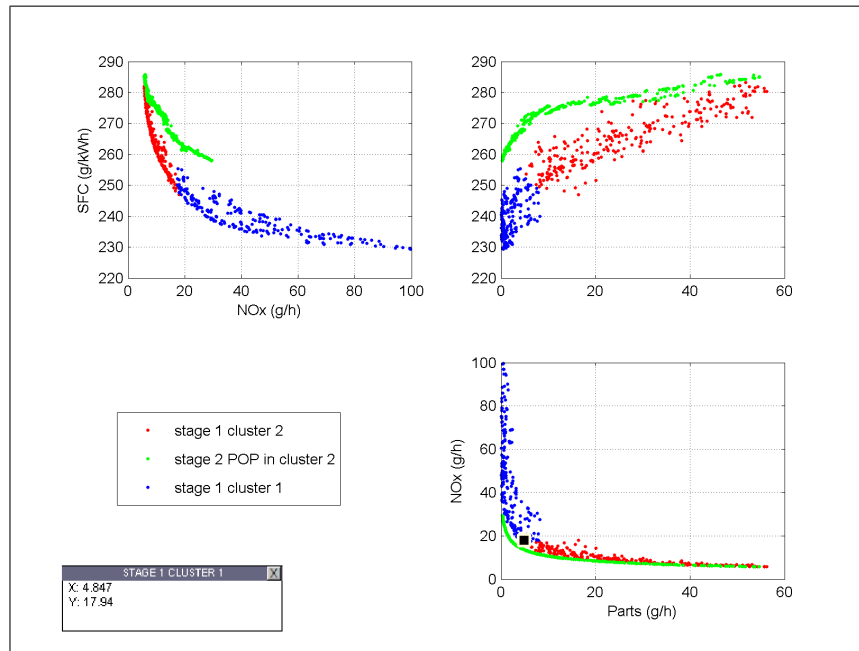 290
280
270
260
250
240
230
220
SFC (g/kWh)
0 20 40 60 80 100
NOx (g/h)
290
280
270
260
250
240
230
220
0 20 40 60
100
80
60
40
20
0
NOx (g/h)
0 20 40 60
Parts (g/h)
stage 1 cluster 2
stage 2 POP in cluster 2
stage 1 cluster 1
STAGE 1 CLUSTER 1 X
X: 4.847
Y: 17.94